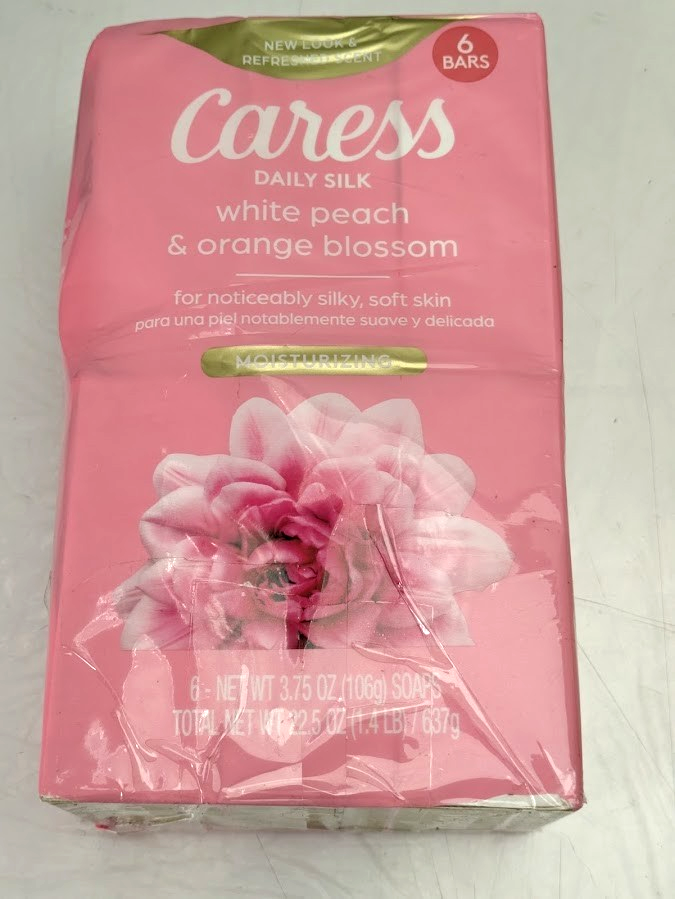 NEW LOOK &
REFRESHED SCENT
6
BARS
Caress
DAILY SILK
white peach
& orange blossom
for noticeably silky, soft skin
para una piel notablemente suave y delicada
MOISTURIZING
6 - NET WT 3.75 OZ (106g) SOAPS
TOTAL NET WT 22.5 OZ (1.4 LB) / 637g